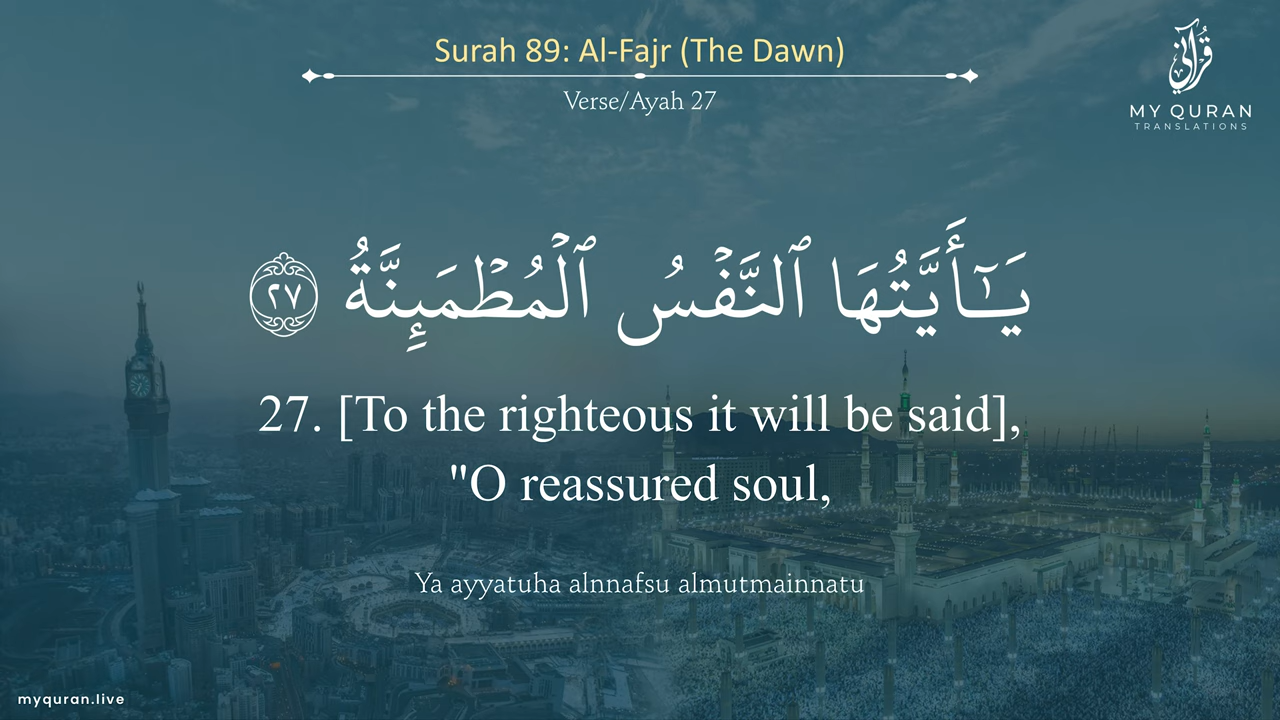 Surah 89: Al-Fajr (The Dawn)
Verse/Ayah 27
قرآني
MY QURAN
TRANSLATIONS
يَـٰٓأَيَّتُهَا ٱلنَّفْسُ ٱلْمُطْمَئِنَّةُ ٢٧
27. [To the righteous it will be said],
"O reassured soul,
Ya ayyatuha alnnafsu almutmainnatu
myquran.live